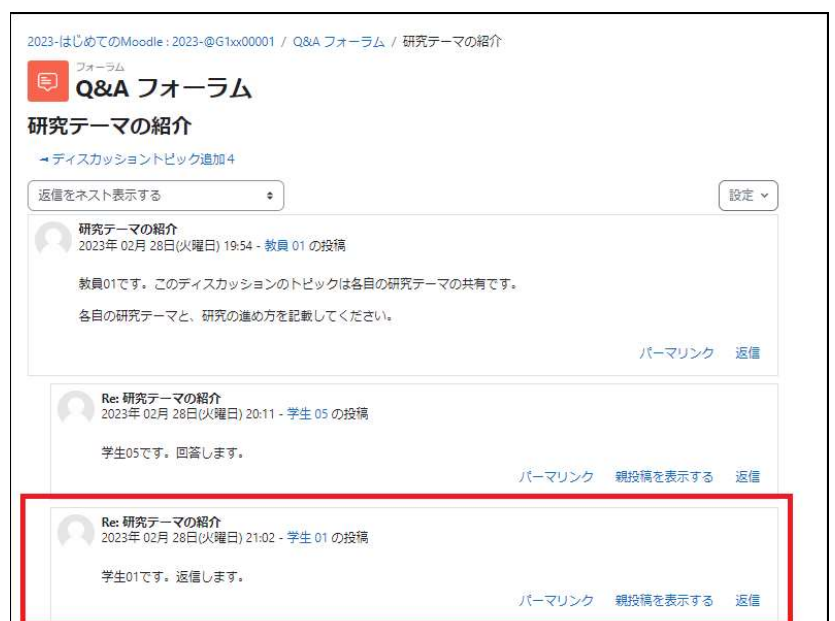 2023-はじめてのMoodle : 2023-@G1xx00001 / Q&A フォーラム / 研究テーマの紹介
フォーラム
Q&A フォーラム
研究テーマの紹介
◄ ディスカッショントピック追加 4
返信をネスト表示する
設定
研究テーマの紹介
2023年 02月 28日(火曜日) 19:54 - 教員 01 の投稿
教員01です。このディスカッションのトピックは各自の研究テーマの共有です。
各自の研究テーマと、研究の進め方を記載してください。
パーマリンク 返信
Re: 研究テーマの紹介
2023年 02月 28日(火曜日) 20:11 - 学生 05 の投稿
学生05です。回答します。
パーマリンク 親投稿を表示する 返信
Re: 研究テーマの紹介
2023年 02月 28日(火曜日) 21:02 - 学生 01 の投稿
学生01です。返信します。
パーマリンク 親投稿を表示する 返信